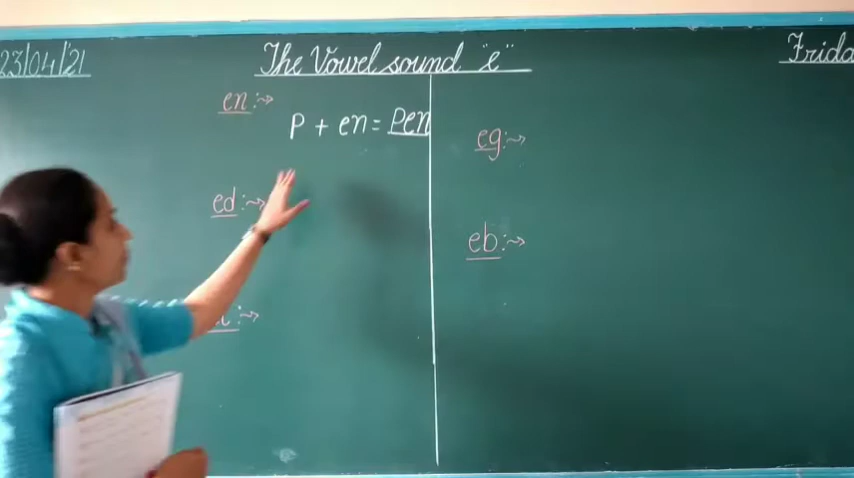 23/04/'21
The Vowel sound "e"
Frida
en:→
P + en = Pen
ed:→
eg:→
eb:→